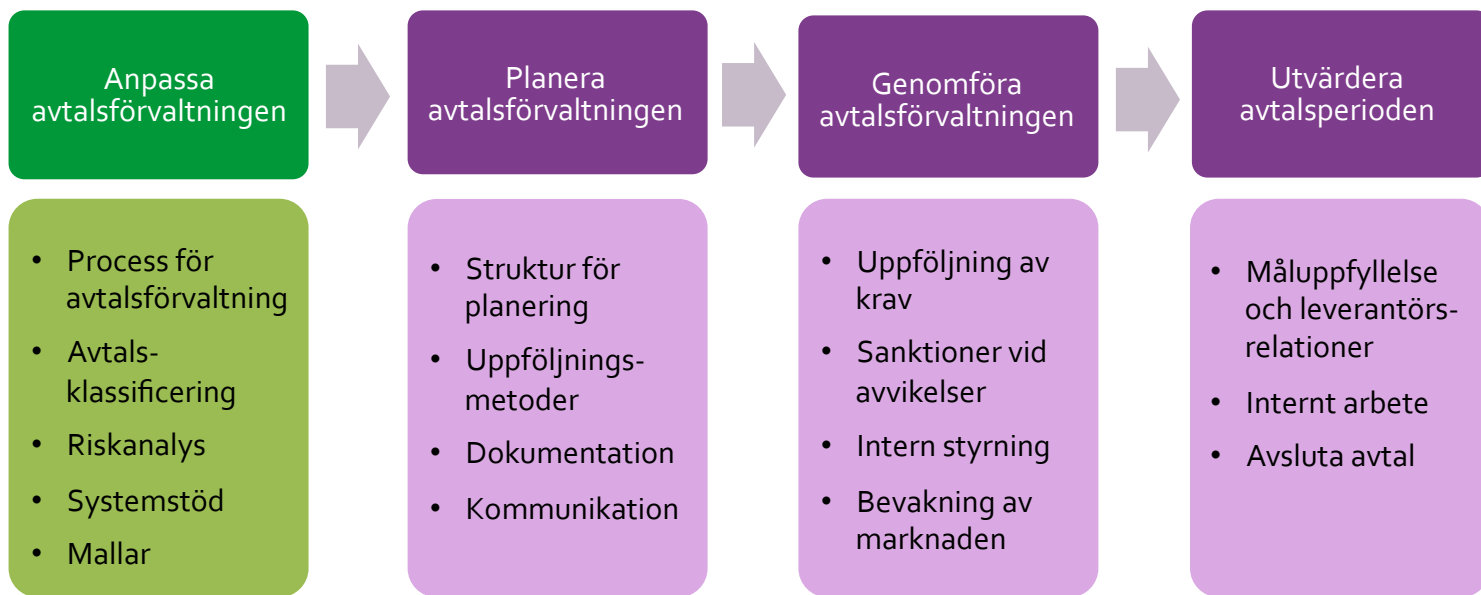 Anpassa
avtalsförvaltningen
Planera
avtalsförvaltningen
Genomföra
avtalsförvaltningen
Utvärdera
avtalsperioden
• Process för
avtalsförvaltning
• Avtals-
klassificering
• Riskanalys
• Systemstöd
• Mallar
• Struktur för
planering
• Uppföljnings-
metoder
• Dokumentation
• Kommunikation
• Uppföljning av
krav
• Sanktioner vid
avvikelser
• Intern styrning
• Bevakning av
marknaden
• Måluppfyllelse
och leverantörs-
relationer
• Internt arbete
• Avsluta avtal